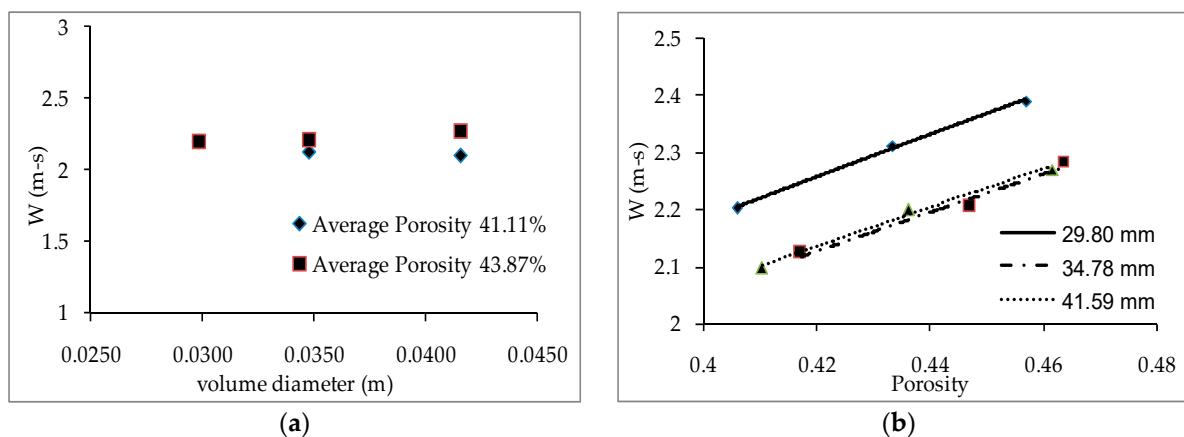 3
2.5
2
1.5
1
W (m-s)
0.0250 0.0300 0.0350 0.0400 0.0450
volume diameter (m)
Average Porosity 41.11%
Average Porosity 43.87%
(a)
2.5
2.4
2.3
2.2
2.1
2
W (m-s)
0.4 0.42 0.44 0.46 0.48
Porosity
29.80 mm
34.78 mm
41.59 mm
(b)